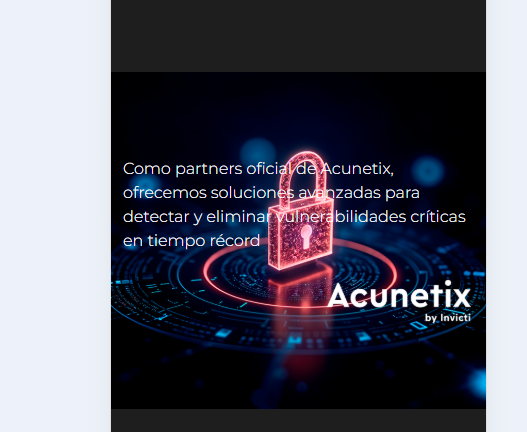 Como partners oficial de Acunetix,
ofrecemos soluciones avanzadas para
detectar y eliminar vulnerabilidades críticas
en tiempo récord
Acunetix
by Invicti